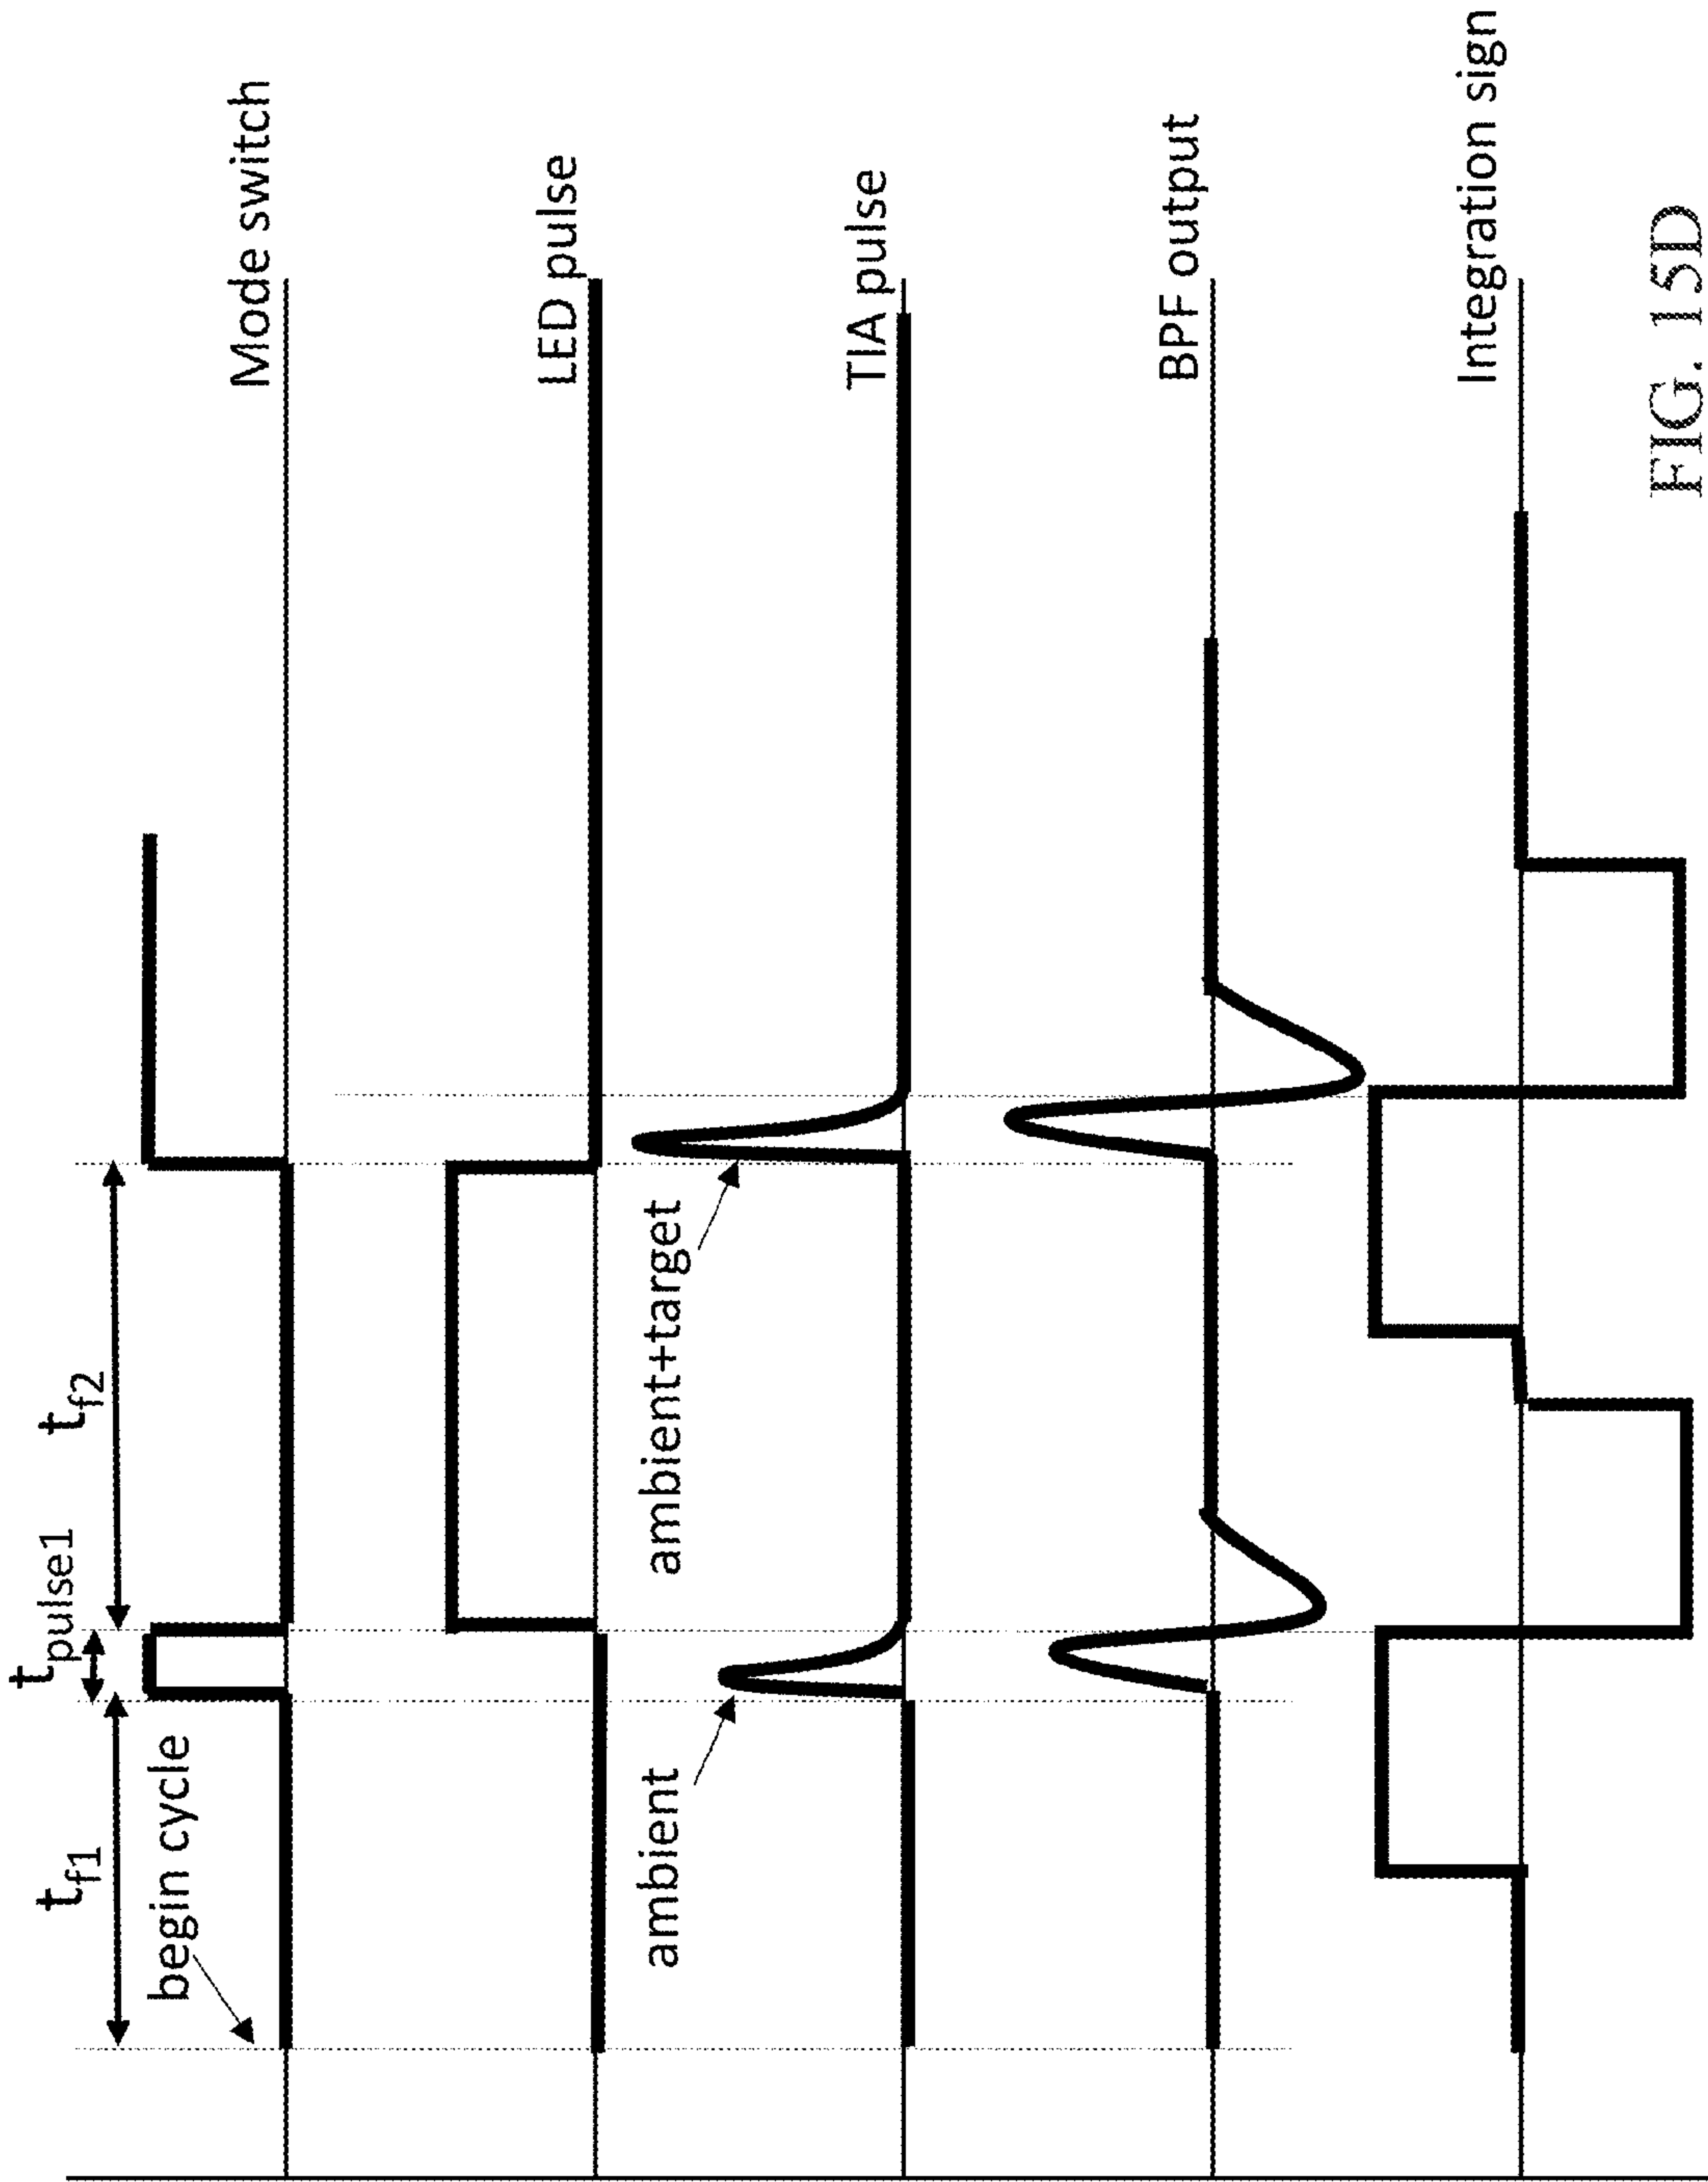 t_f1
t_pulse1
t_f2
begin cycle
Mode switch
LED pulse
ambient
ambient+target
TIA pulse
BPF output
Integration sign
FIG. 15D